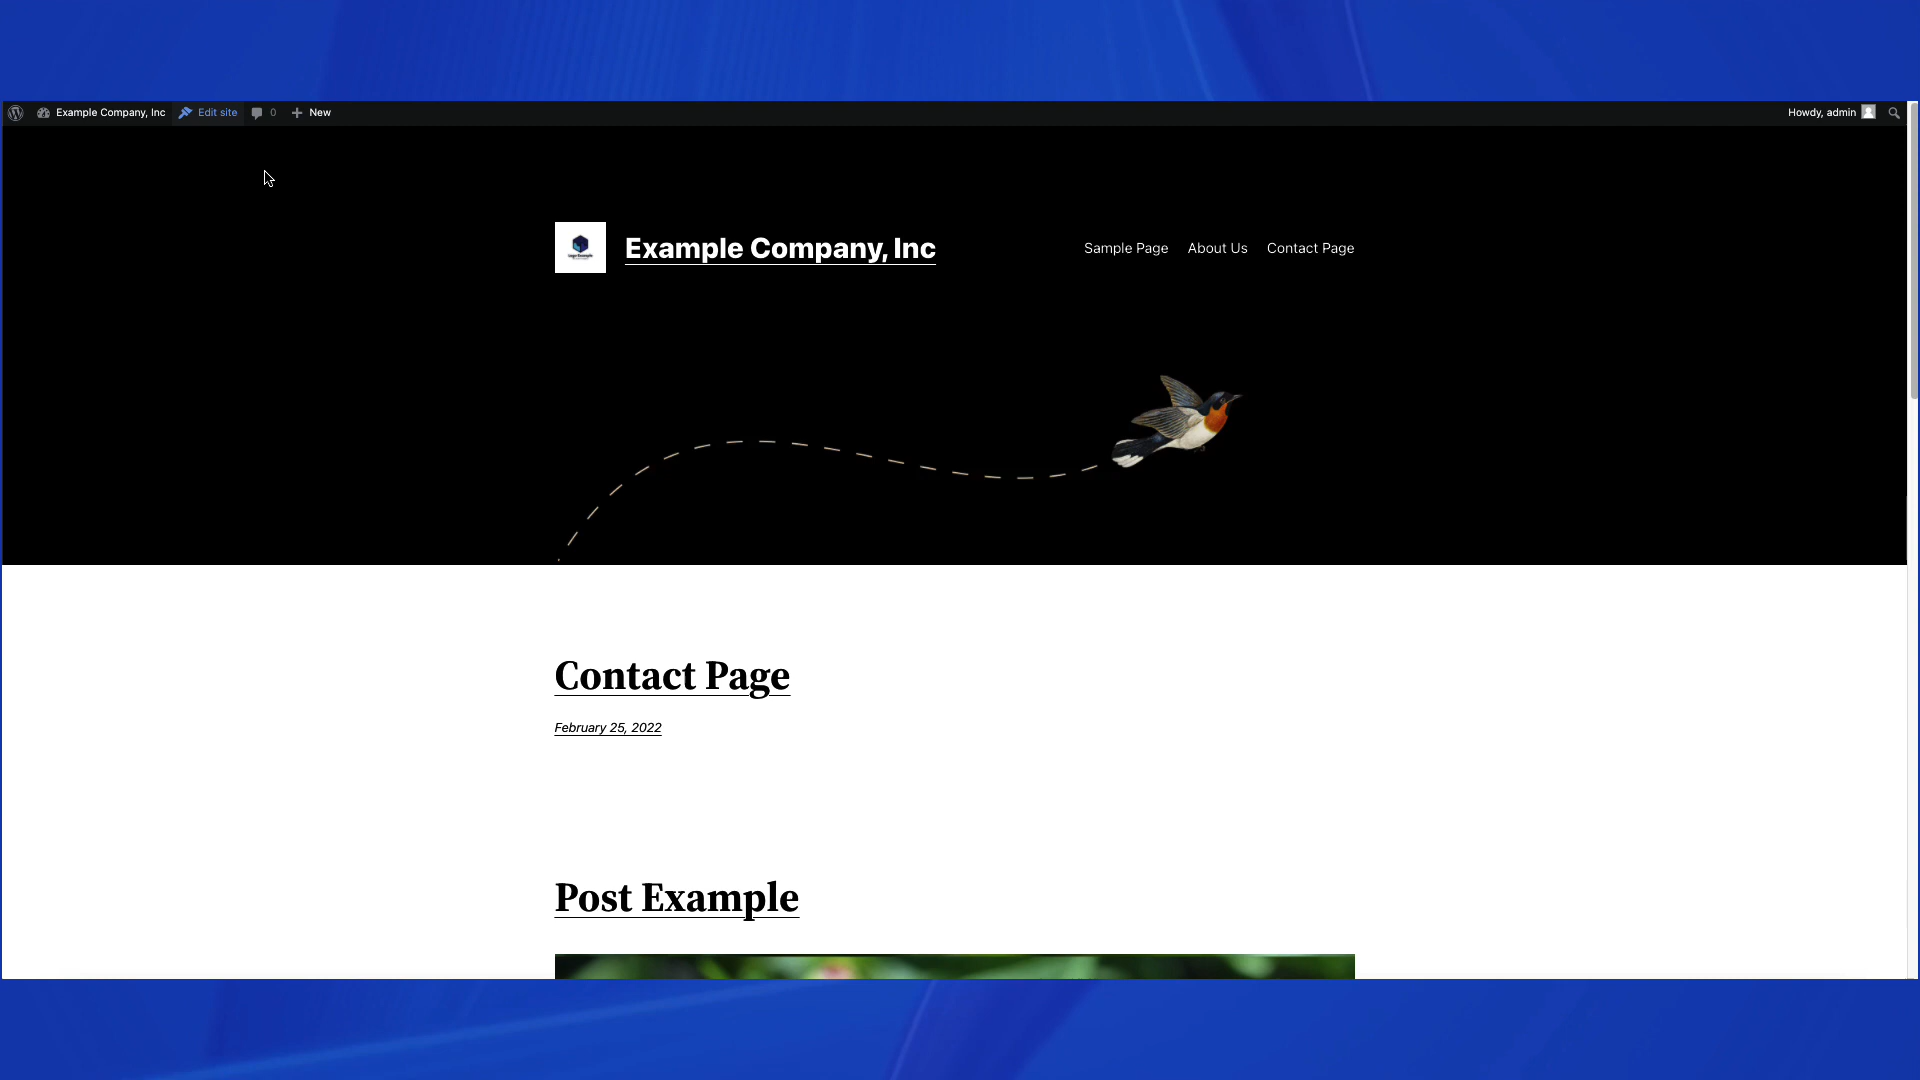 Example Company, Inc Edit site 0 New Howdy, admin
Example Company, Inc Sample Page About Us Contact Page
Contact Page
February 25, 2022
Post Example